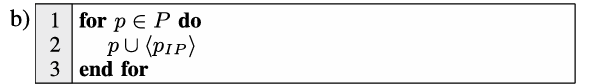 b) 1 for p ∈ P do
2 p ∪ ⟨p_IP⟩
3 end for